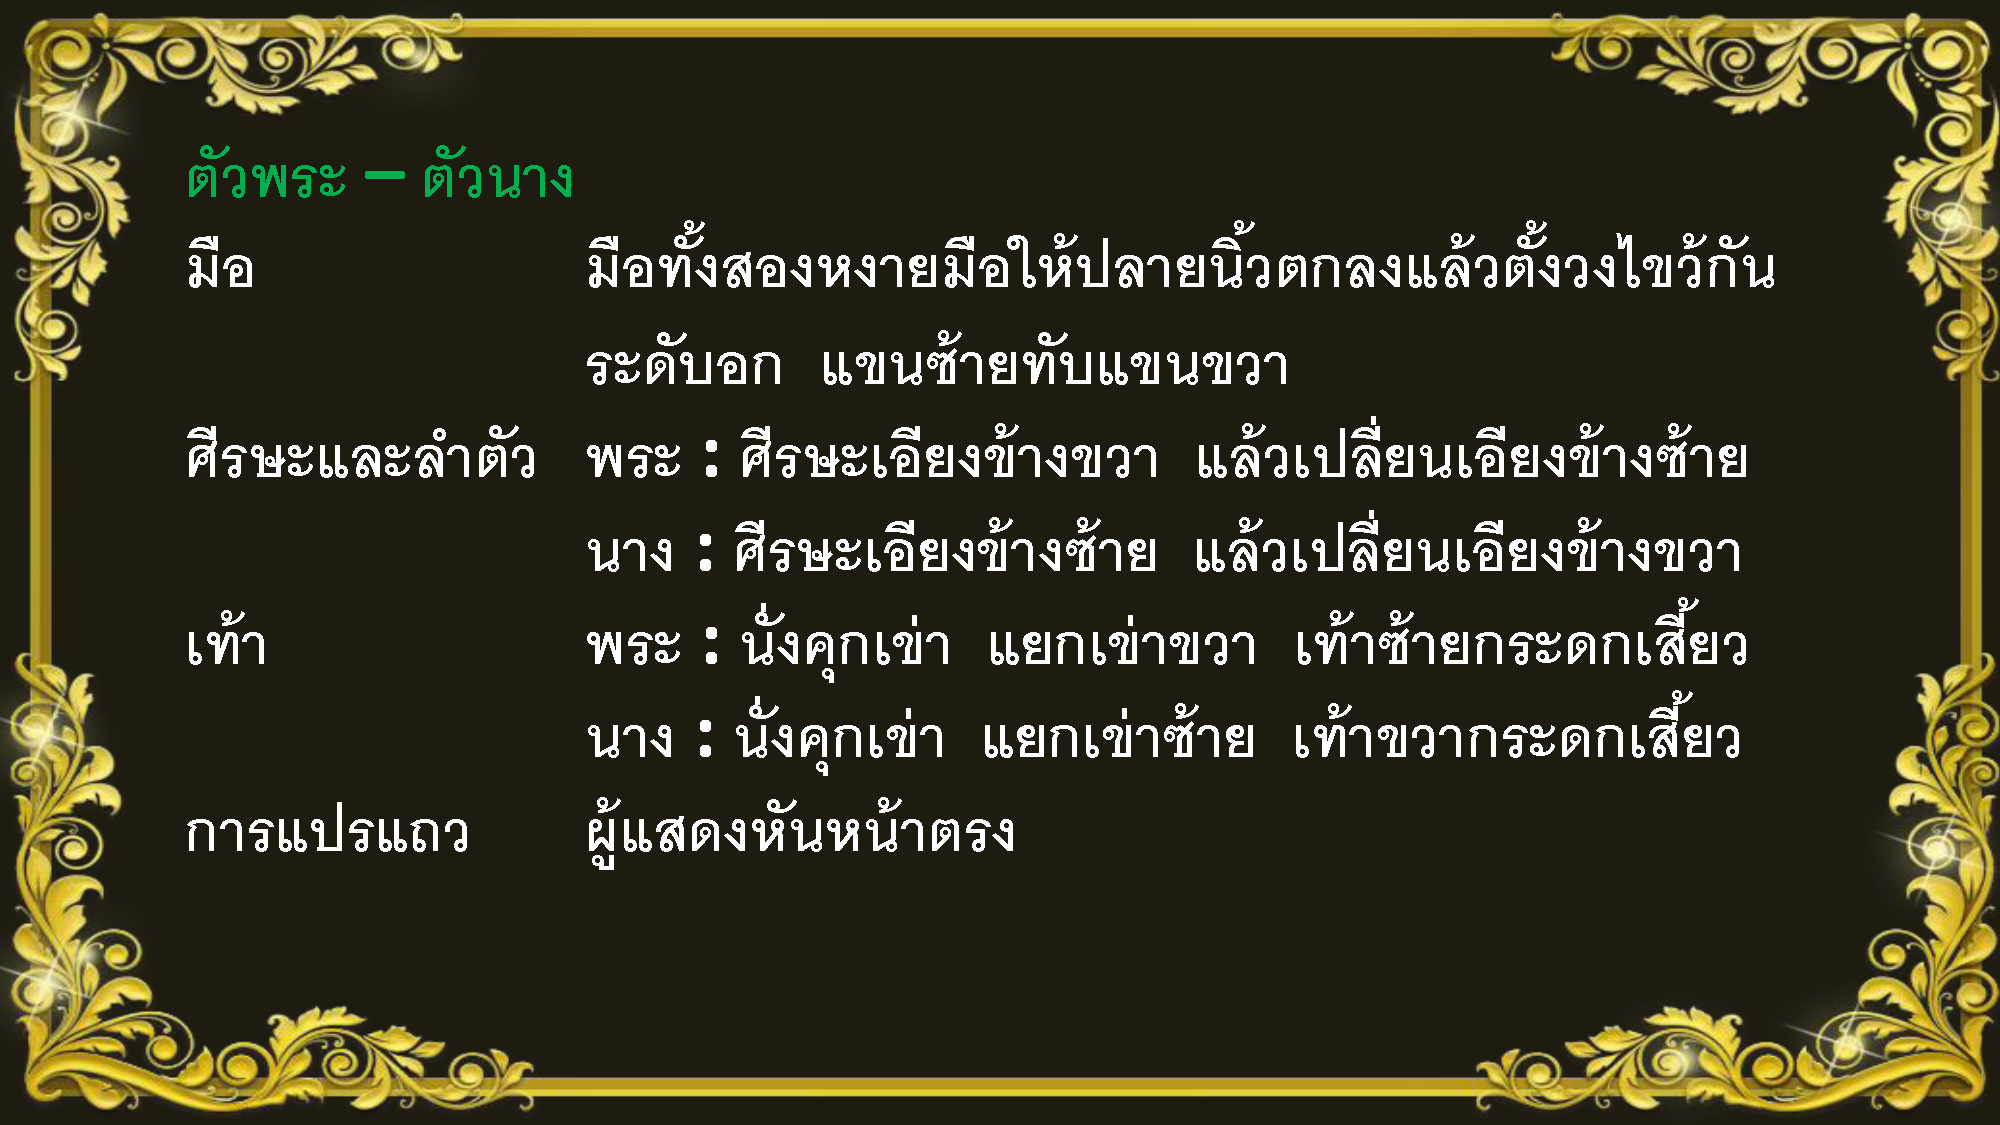 ตัวพระ – ตัวนาง
มือ มือทั้งสองหงายมือให้ปลายนิ้วตกลงแล้วตั้งวงไขว้กัน
ระดับอก แขนซ้ายทับแขนขวา
ศีรษะและลำตัว พระ : ศีรษะเอียงข้างขวา แล้วเปลี่ยนเอียงข้างซ้าย
นาง : ศีรษะเอียงข้างซ้าย แล้วเปลี่ยนเอียงข้างขวา
เท้า พระ : นั่งคุกเข่า แยกเข่าขวา เท้าซ้ายกระดกเสี้ยว
นาง : นั่งคุกเข่า แยกเข่าซ้าย เท้าขวากระดกเสี้ยว
การแปรแถว ผู้แสดงหันหน้าตรง